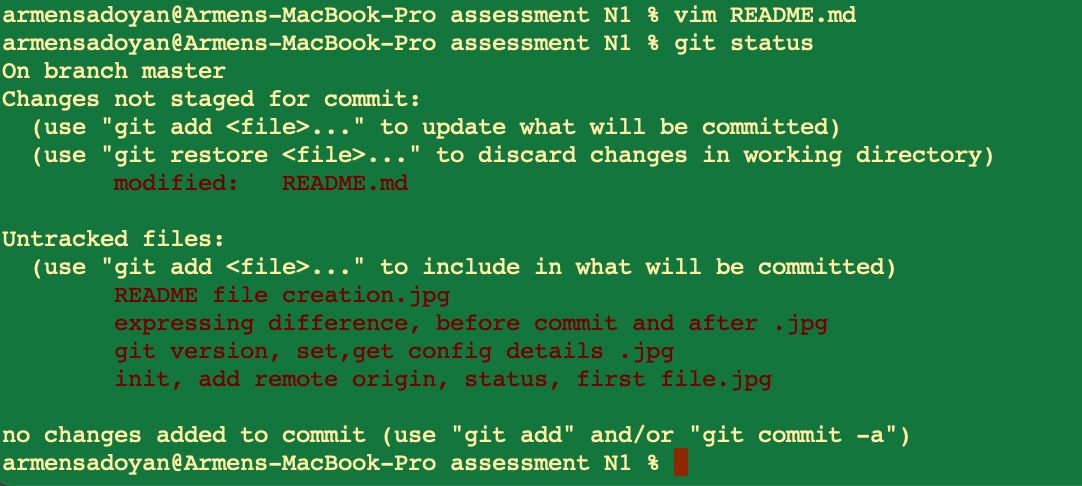 armensadoyan@Armens-MacBook-Pro assessment N1 % vim README.md
armensadoyan@Armens-MacBook-Pro assessment N1 % git status
On branch master
Changes not staged for commit:
  (use "git add <file>..." to update what will be committed)
  (use "git restore <file>..." to discard changes in working directory)
        modified:   README.md

Untracked files:
  (use "git add <file>..." to include in what will be committed)
        README file creation.jpg
        expressing difference, before commit and after .jpg
        git version, set,get config details .jpg
        init, add remote origin, status, first file.jpg

no changes added to commit (use "git add" and/or "git commit -a")
armensadoyan@Armens-MacBook-Pro assessment N1 %